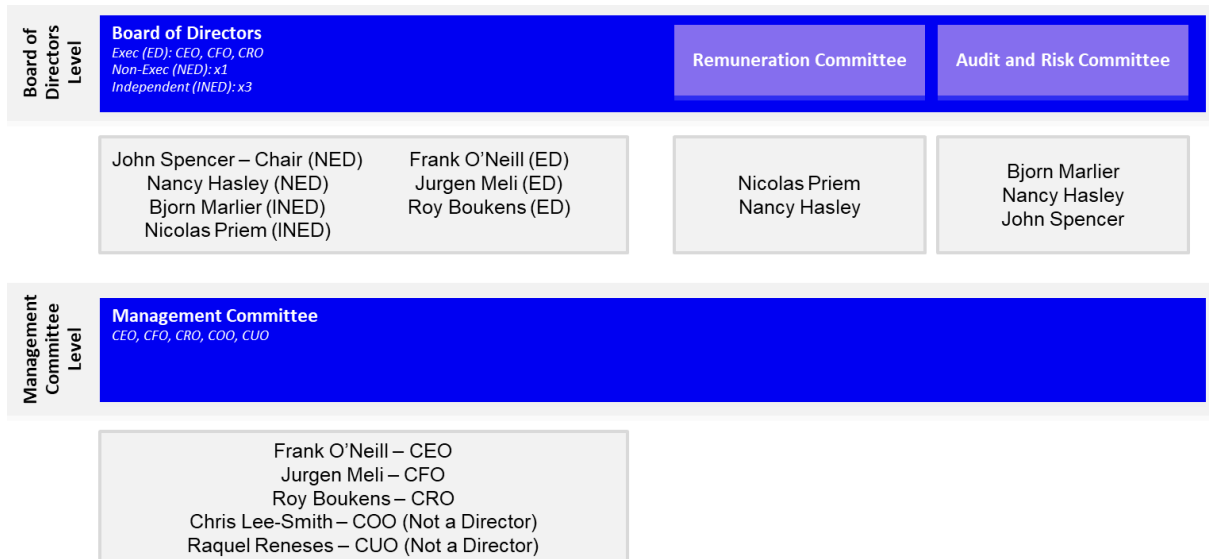 Board of
Directors
Level
Board of Directors
Exec (ED): CEO, CFO, CRO
Non-Exec (NED): x1
Independent (INED): x3
Remuneration Committee
Audit and Risk Committee
John Spencer – Chair (NED)
Nancy Hasley (NED)
Bjorn Marlier (INED)
Nicolas Priem (INED)
Frank O’Neill (ED)
Jurgen Meli (ED)
Roy Boukens (ED)
Nicolas Priem
Nancy Hasley
Bjorn Marlier
Nancy Hasley
John Spencer
Management
Committee
Level
Management Committee
CEO, CFO, CRO, COO, CUO
Frank O’Neill – CEO
Jurgen Meli – CFO
Roy Boukens – CRO
Chris Lee-Smith – COO (Not a Director)
Raquel Reneses – CUO (Not a Director)